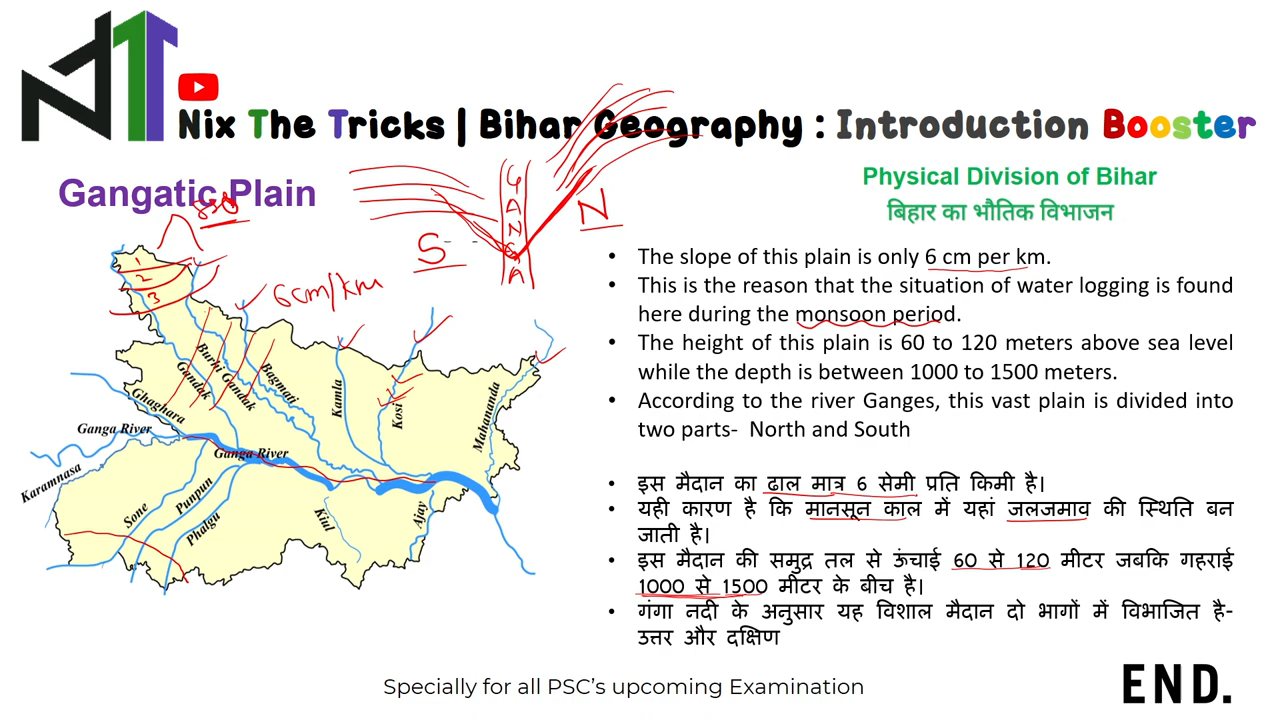 Nix The Tricks | Bihar Geography : Introduction Booster
Gangatic Plain
Physical Division of Bihar
बिहार का भौतिक विभाजन
G
A
N
G
A
N
S
1
2
3
6cm/km
Gandak
Burhi Gandak
Bagmati
Kamla
Kosi
Mahananda
Ghaghara
Ganga River
Ganga River
Karamnasa
Sone
Punpun
Phalgu
Kiul
Ajay
• The slope of this plain is only 6 cm per km.
• This is the reason that the situation of water logging is found
here during the monsoon period.
• The height of this plain is 60 to 120 meters above sea level
while the depth is between 1000 to 1500 meters.
• According to the river Ganges, this vast plain is divided into
two parts- North and South
• इस मैदान का ढाल मात्र 6 सेमी प्रति किमी है।
• यही कारण है कि मानसून काल में यहां जलजमाव की स्थिति बन
जाती है।
• इस मैदान की समुद्र तल से ऊंचाई 60 से 120 मीटर जबकि गहराई
1000 से 1500 मीटर के बीच है।
• गंगा नदी के अनुसार यह विशाल मैदान दो भागों में विभाजित है-
उत्तर और दक्षिण
Specially for all PSC's upcoming Examination
END.